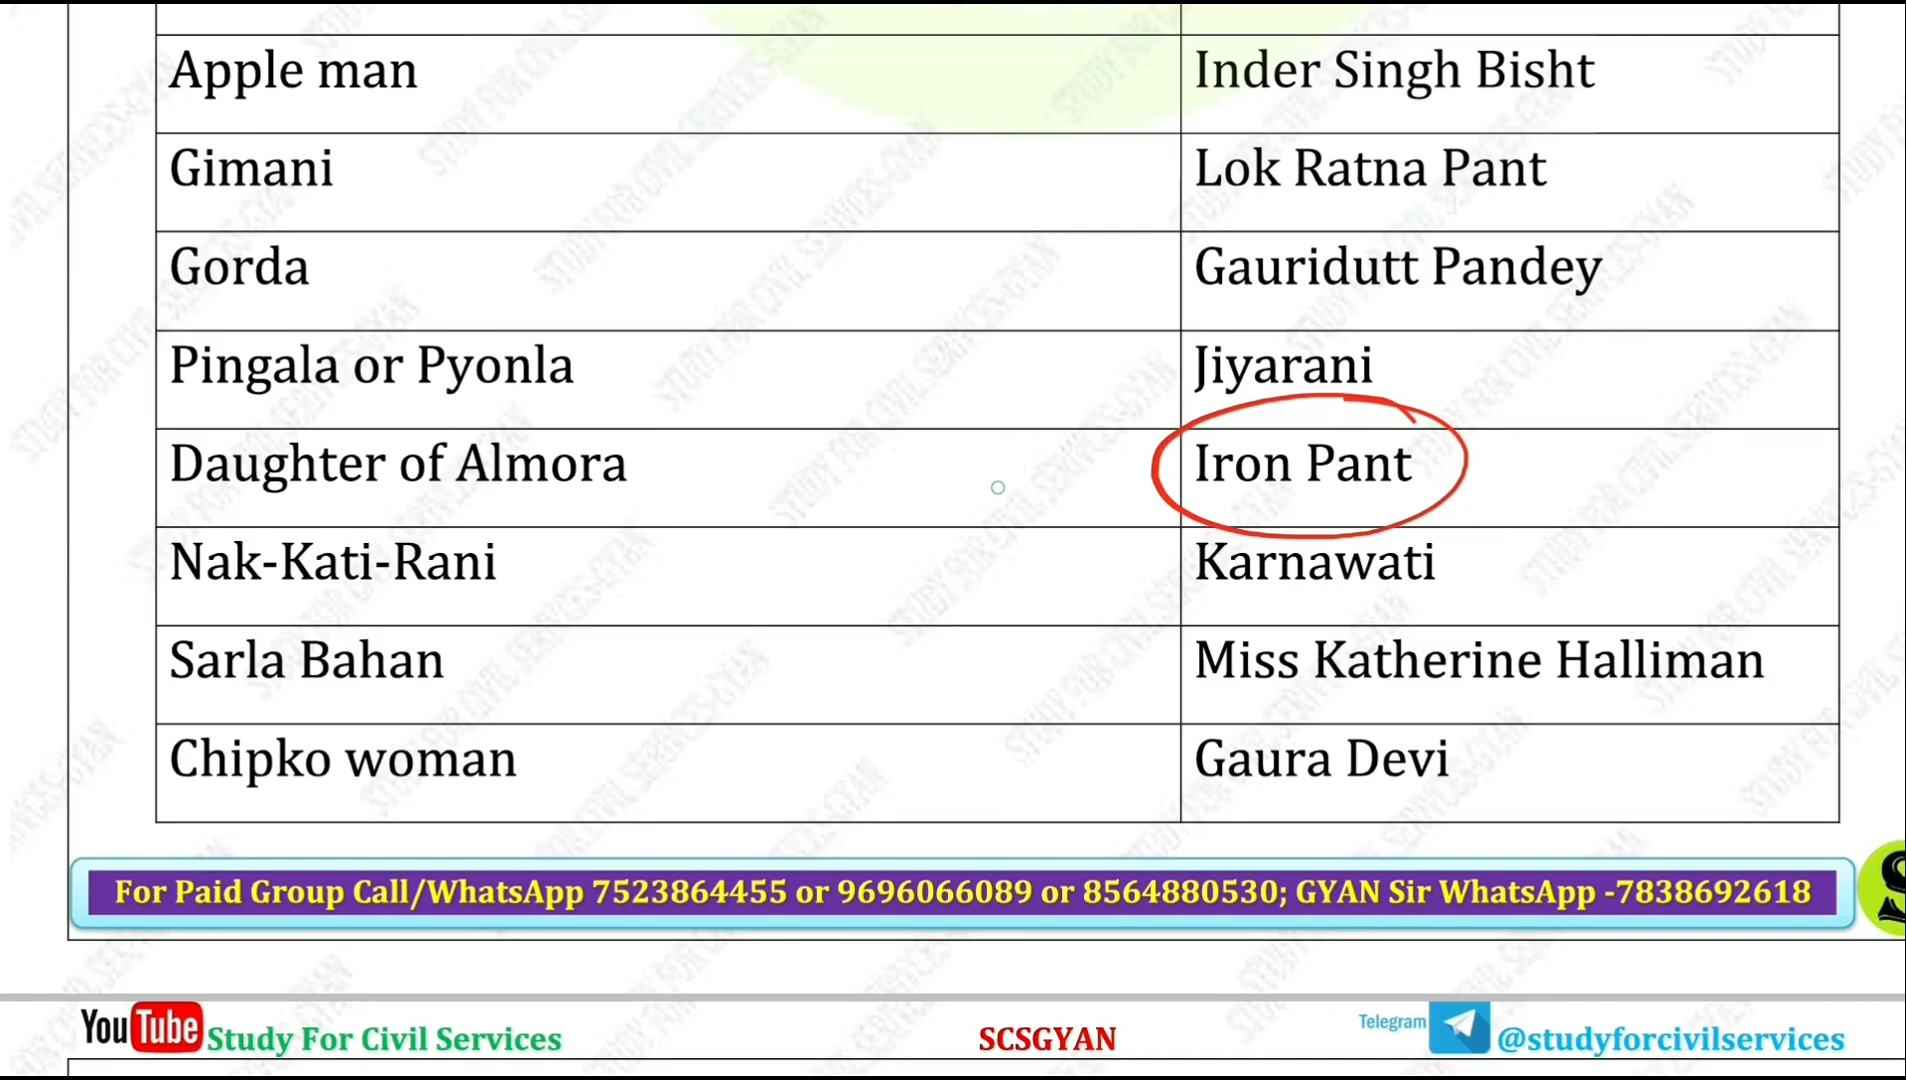 Apple man Inder Singh Bisht
Gimani Lok Ratna Pant
Gorda Gauridutt Pandey
Pingala or Pyonla Jiyarani
Daughter of Almora Iron Pant
Nak-Kati-Rani Karnawati
Sarla Bahan Miss Katherine Halliman
Chipko woman Gaura Devi
For Paid Group Call/WhatsApp 7523864455 or 9696066089 or 8564880530; GYAN Sir WhatsApp -7838692618
YouTube Study For Civil Services SCSGYAN Telegram @studyforcivilservices